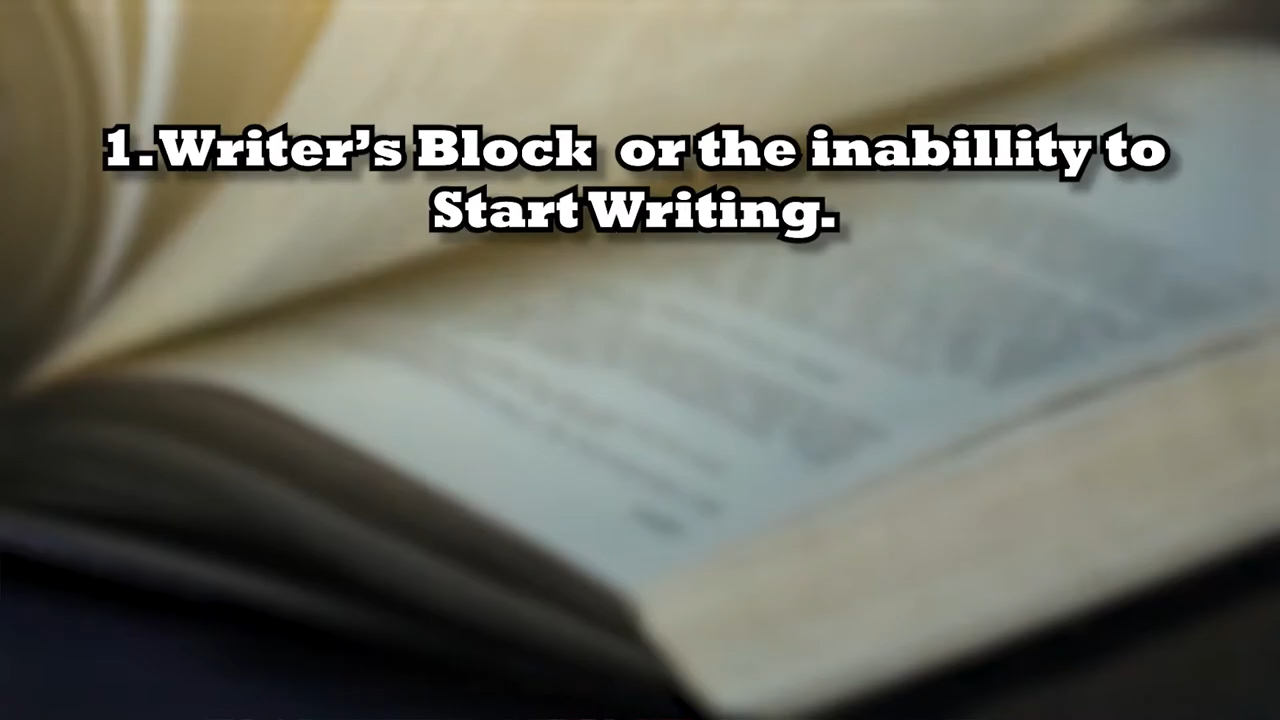 1. Writer's Block or the inabillity to
Start Writing.